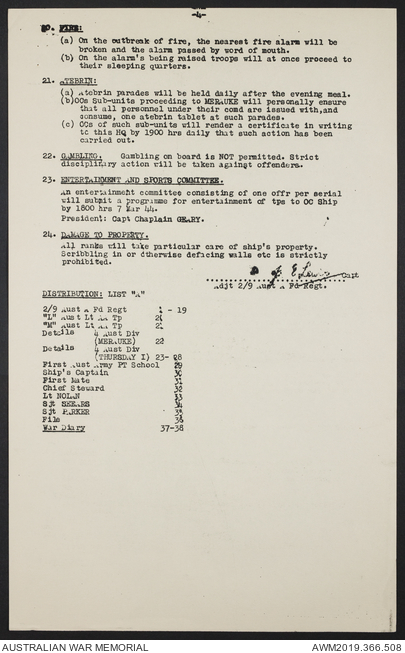 -4-
20. FIRE:
(a) On the outbreak of fire, the nearest fire alarm will be
broken and the alarm passed by word of mouth.
(b) On the alarm's being raised troops will at once proceed to
their sleeping quarters.
21. ATEBRIN:
(a) Atebrin parades will be held daily after the evening meal.
(b)OCs Sub-units proceeding to MERAUKE will personally ensure
that all personnel under their comd are issued with,and
consume, one atebrin tablet at such parades.
(c) OCs of such sub-units will render a certificate in writing
to this HQ by 1900 hrs daily that such action has been
carried out.
22. GAMBLING. Gambling on board is NOT permitted. Strict
disciplinary action will be taken against offenders.
23. ENTERTAINMENT AND SPORTS COMMITTEE.
An entertainment committee consisting of one offr per serial
will submit a programme for entertainment of tps to OC Ship
by 1800 hrs 7 Mar 44.
President: Capt Chaplain GEARY.
24. DAMAGE TO PROPERTY.
All ranks will take particular care of ship's property.
Scribbling in or otherwise defacing walls etc is strictly
prohibited.
E Lewis Capt
Adjt 2/9 Aust A Fd Regt.
DISTRIBUTION: LIST "A"
2/9 Aust A Fd Regt 1 - 19
"L" Aust Lt AA Tp 20
"M" Aust Lt AA Tp 21
Details 4 Aust Div
(MERAUKE) 22
Details 4 Aust Div
(THURSDAY I) 23- 28
First Aust Army PT School 29
Ship's Captain 30
First Mate 31
Chief Steward 32
Lt NOLAN 33
Sjt SHEARS 34
Sjt PARKER 35
File 36
War Diary 37-38
AUSTRALIAN WAR MEMORIAL
AWM2019.366.508